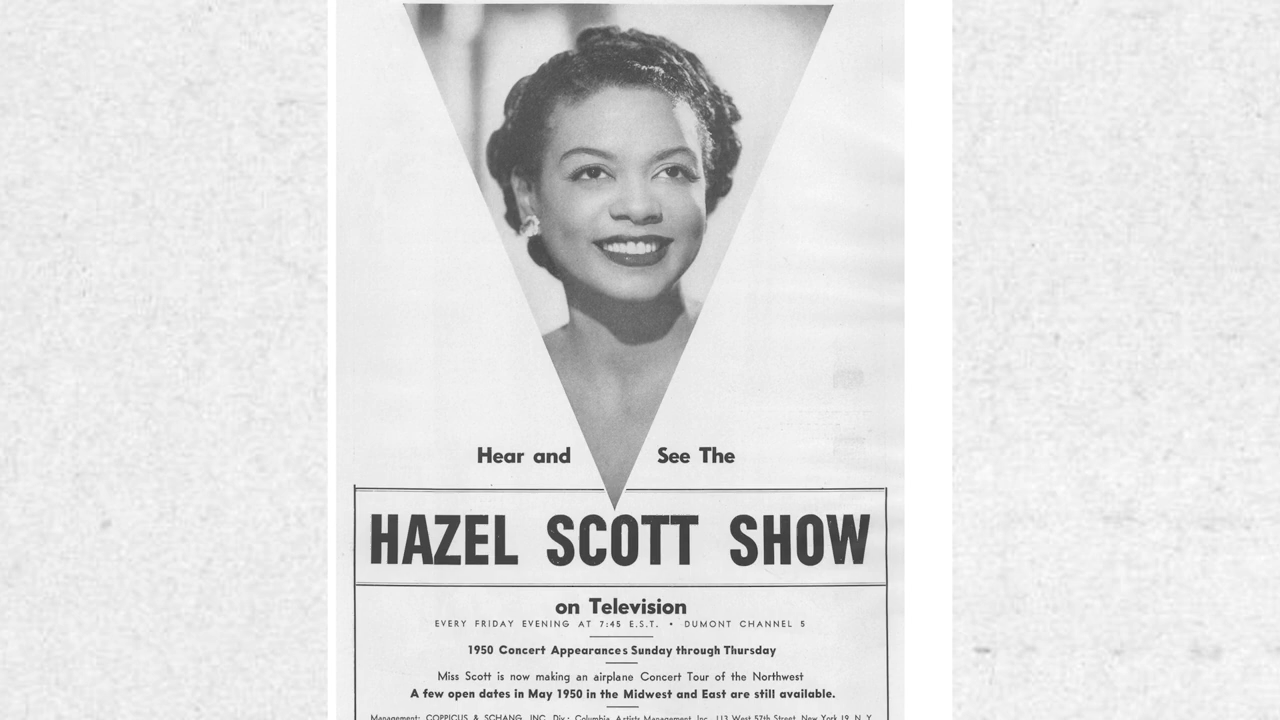 Hear and See The
HAZEL SCOTT SHOW
on Television
EVERY FRIDAY EVENING AT 7:45 E.S.T. • DUMONT CHANNEL 5
1950 Concert Appearances Sunday through Thursday
Miss Scott is now making an airplane Concert Tour of the Northwest
A few open dates in May 1950 in the Midwest and East are still available.
Management: COPPICUS & SCHANG, INC. Div.: Columbia Artists Management, Inc. 113 West 57th Street, New York 19, N. Y.